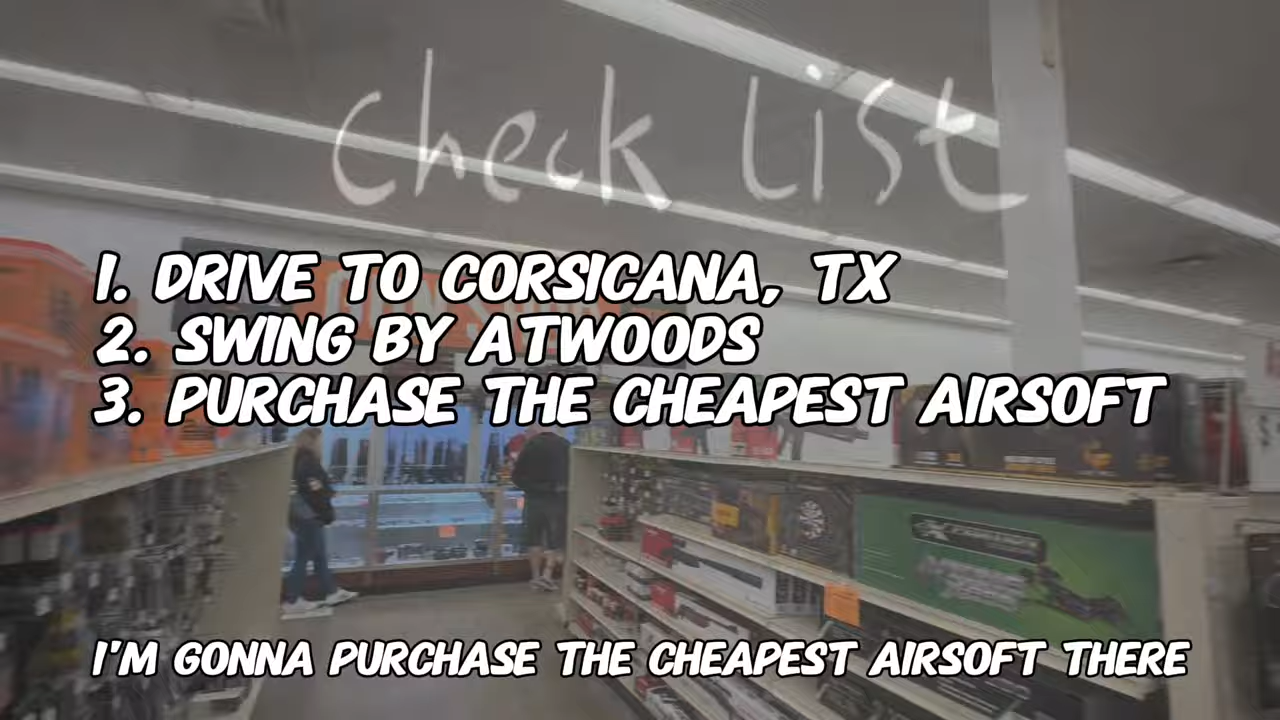 Check List
1. DRIVE TO CORSICANA, TX
2. SWING BY ATWOODS
3. PURCHASE THE CHEAPEST AIRSOFT
I'M GONNA PURCHASE THE CHEAPEST AIRSOFT THERE